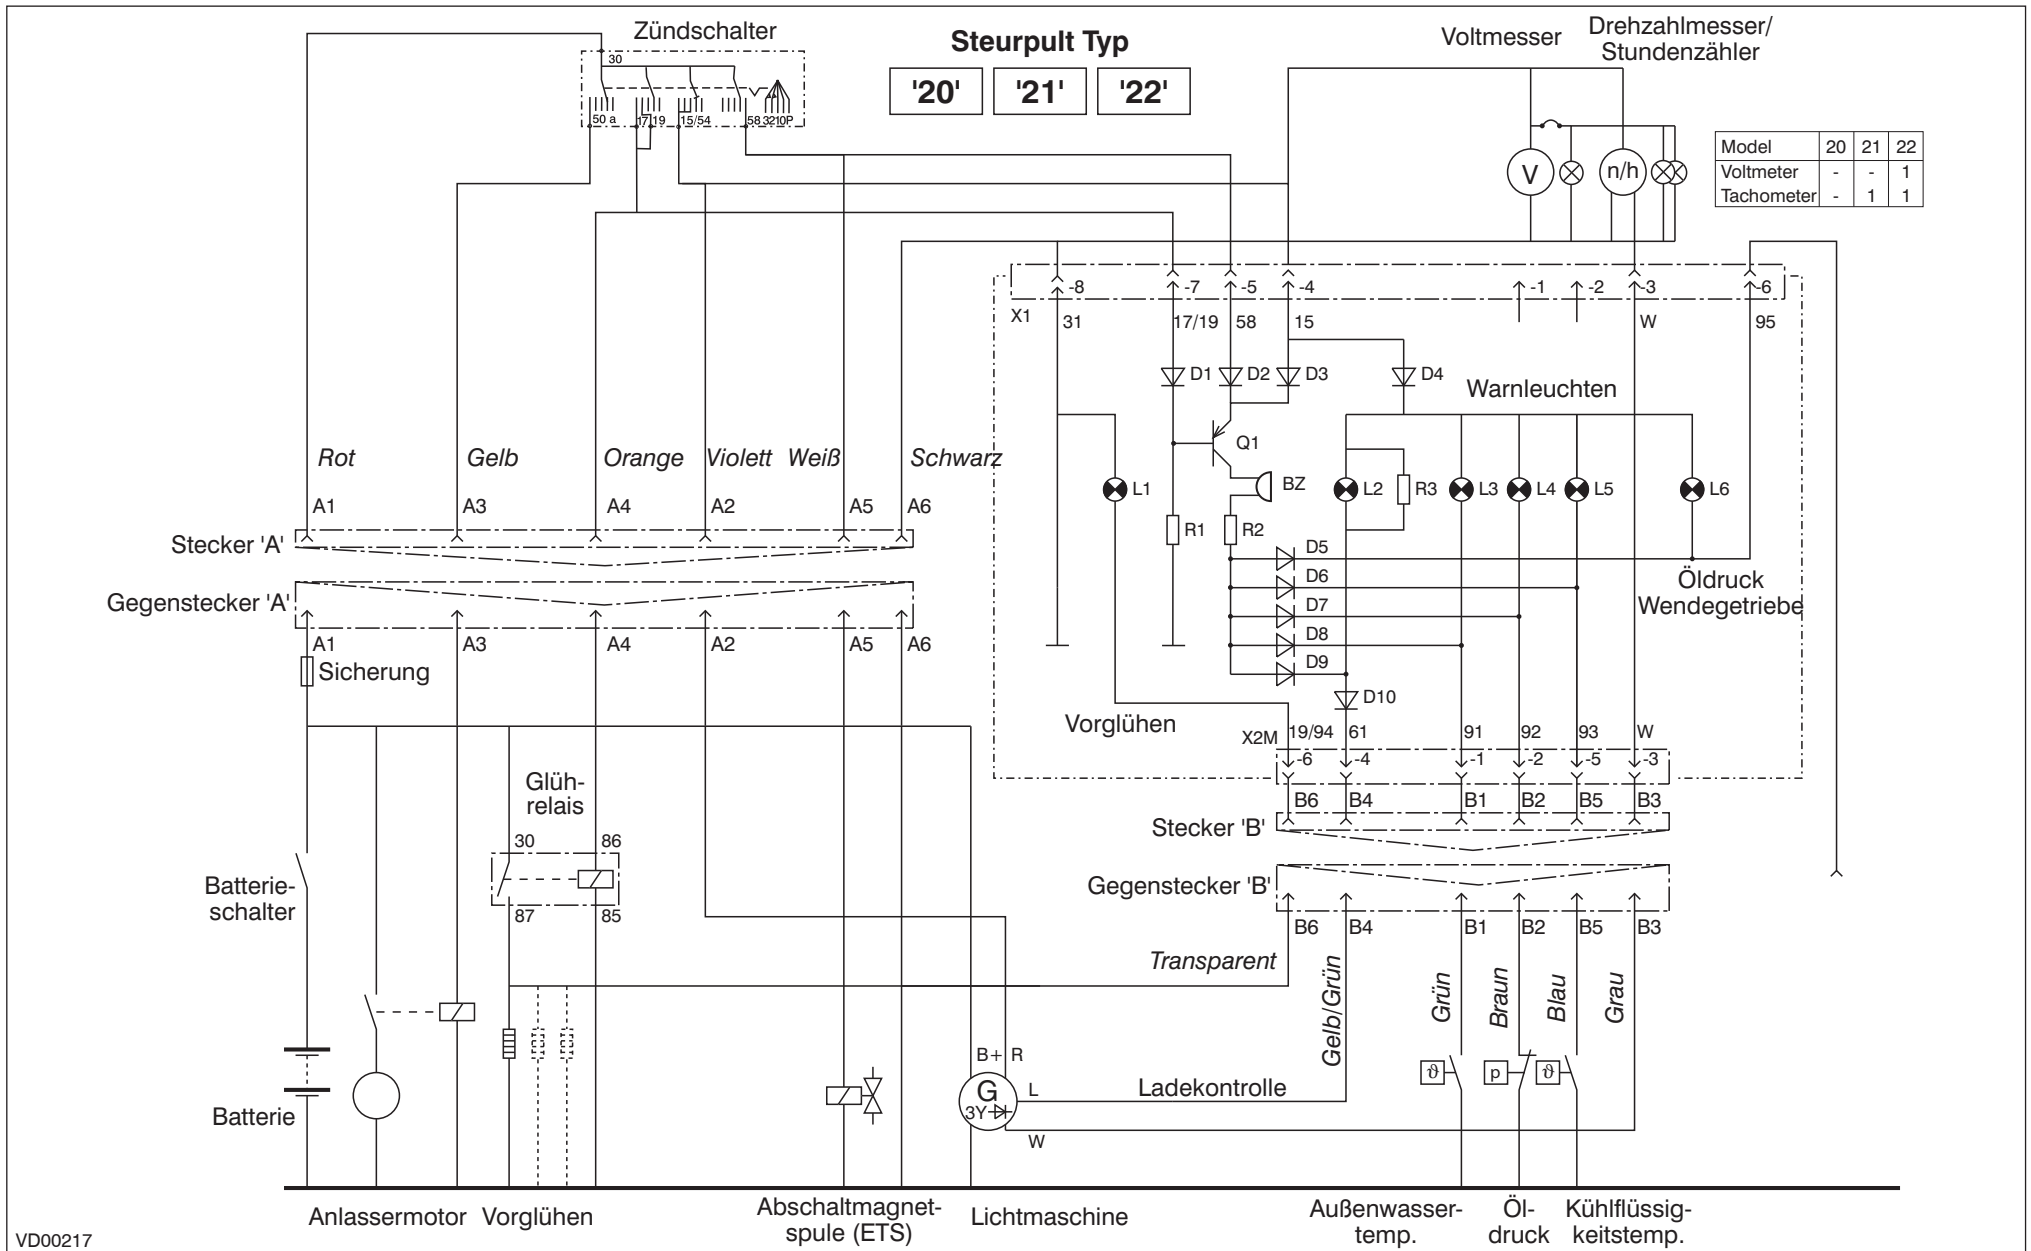 Zündschalter
Steurpult Typ
'20' '21' '22'
Voltmesser
Drehzahlmesser/
Stundenzähler
30
50 a 17/19 15/54 58 3210P
V n/h
Model 20 21 22
Voltmeter - - 1
Tachometer - 1 1
-8 -7 -5 -4 -1 -2 -3 -6
X1 31 17/19 58 15 W 95
D1 D2 D3 D4
Warnleuchten
Q1
Rot Gelb Orange Violett Weiß Schwarz
L1 BZ L2 R3 L3 L4 L5 L6
A1 A3 A4 A2 A5 A6
R1 R2
Stecker 'A'
D5
D6
D7
D8
D9
D10
Öldruck
Wendegetriebe
Gegenstecker 'A'
A1 A3 A4 A2 A5 A6
Sicherung
Vorglühen
X2M 19/94 61 91 92 93 W
-6 -4 -1 -2 -5 -3
B6 B4 B1 B2 B5 B3
Stecker 'B'
Glüh-
relais
30 86
87 85
Batterie-
schalter
Gegenstecker 'B'
B6 B4 B1 B2 B5 B3
Transparent
Gelb/Grün
Grün
Braun
Blau
Grau
B+ R
G
3Y
L
W
Ladekontrolle
ϑ p ϑ
Batterie
Anlassermotor
Vorglühen
Abschaltmagnet-
spule (ETS)
Lichtmaschine
Außenwasser-
temp.
Öl-
druck
Kühlflüssig-
keitstemp.
VD00217